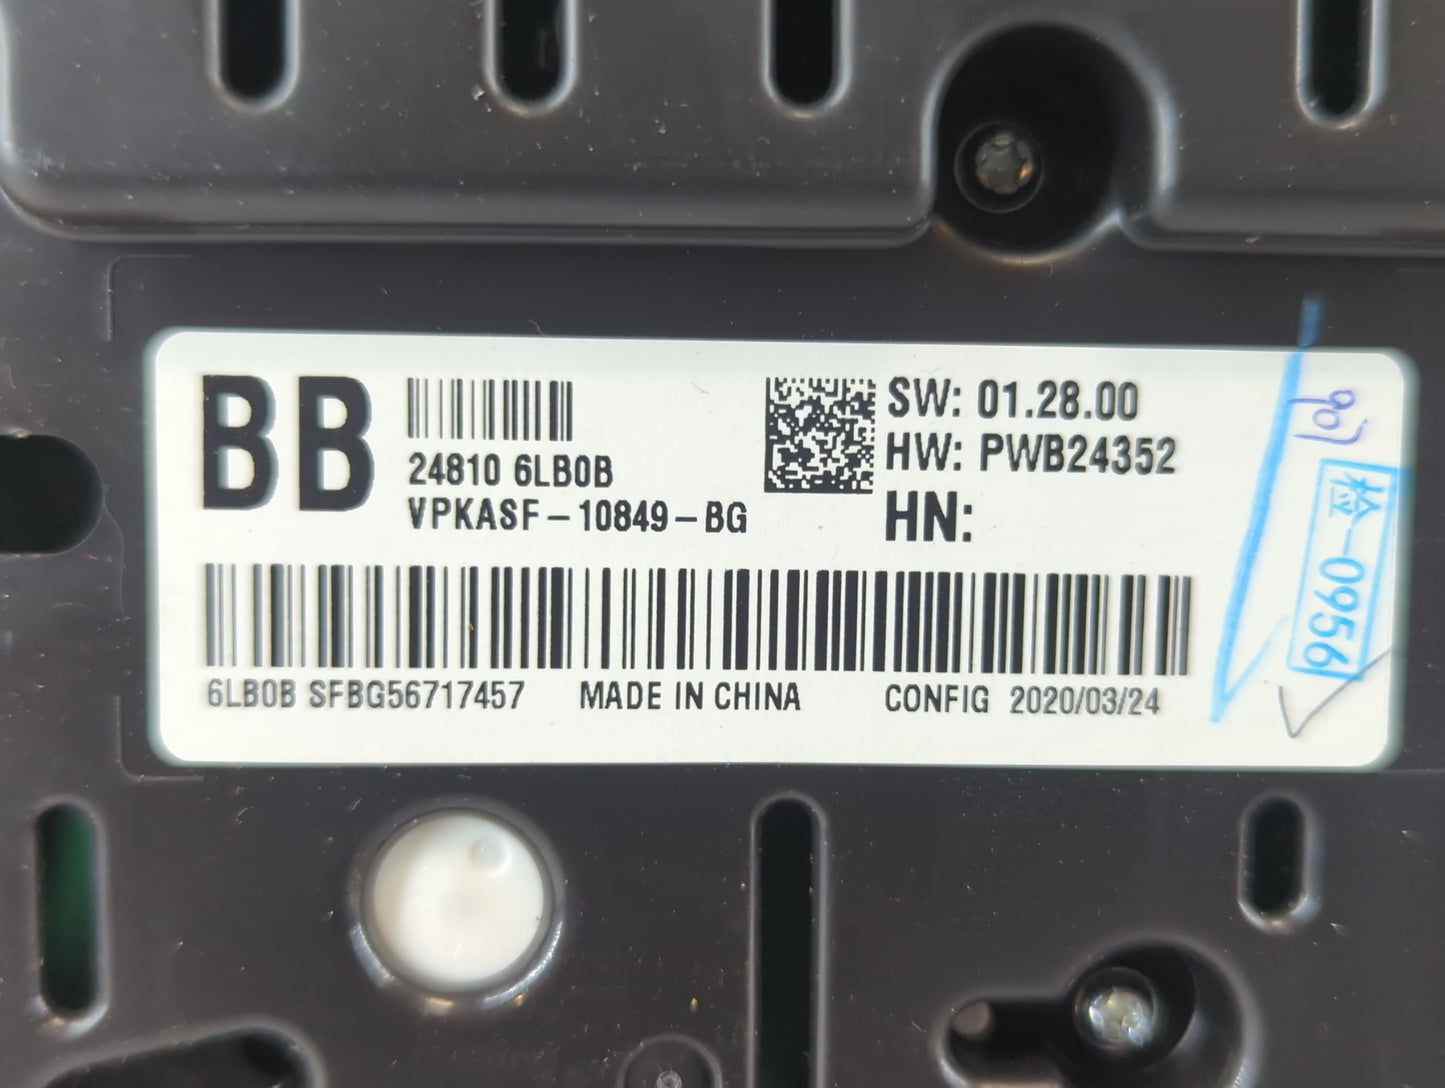 BB
24810 6LB0B
VPKASF-10849-BG
SW: 01.28.00
HW: PWB24352
HN:
6LB0B SFBG56717457 MADE IN CHINA CONFIG 2020/03/24
907
检-0956